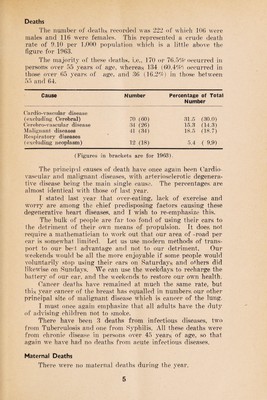 Deaths
The number of deaths recorded was 222 of which 106 were
males and 116 were females. This represented a crude death
rate of 9.10 per 1,000 population which is a little above the
figure for 1963.
The majority of these deaths, i.e., 170 or 76.5% occurred in
persons over 55 years of age, whereas 134 (60.4% occurred in
those over 65 years of age, and 36 (16.2%) in those between
55 and 64.
Cause Number Percentage of Total
Number
Cardio-vascular disease
(excluding Cerebral) 70 (60) 31.5 (30.0)
Cerebro-vascular disease 34 (26) 15.3 (14.3)
Malignant diseases 41 (34) 18.5 (18.7)
Respiratory diseases
(excluding neoplasm) 12 (18) 5.4 ( 9.9)
(Figures in brackets are for 1963)
The principal causes of death have once again been Cardio-
vascular and malignant diseases, with arteriosclerotic degenera-
tive disease being the main single cause. The percentages are
almost identical with those of last year.
I stated last year that over-eating, lack of exercise and
worry are among the chief predisposing factors causing these
degenerative heart diseases, and I wish to re-emphasize this.
The bulk of people are far too fond of using their cars to
the detriment of their own means of propulsion. It does not
require a mathematician to work out that our area of road per
car is somewhat limited. Let us use modern methods of trans-
port to our best advantage and not to our detriment. Our
weekends would be all the more enjoyable if some people would
voluntarily stop using their cars on Saturdays and others did
likewise on Sundays. We can use the weekdays to recharge the
battery of our car, and the weekends to restore our own health.
Cancer deaths have remained at much the same rate, but
this year cancer of the breast has equalled in numbers our other
principal site of malignant disease which is cancer of the lung.
I must once again emphasize that all adults have the duty
of advising children not to smoke.
There have been 3 deaths from infectious diseases, two
from Tuberculosis and one from Syphilis. All these deaths were
from chronic disease in persons over 45 years of age, so that
again we have had no deaths from acute infectious diseases.
Maternal Deaths
There were no maternal deaths during the year.
5